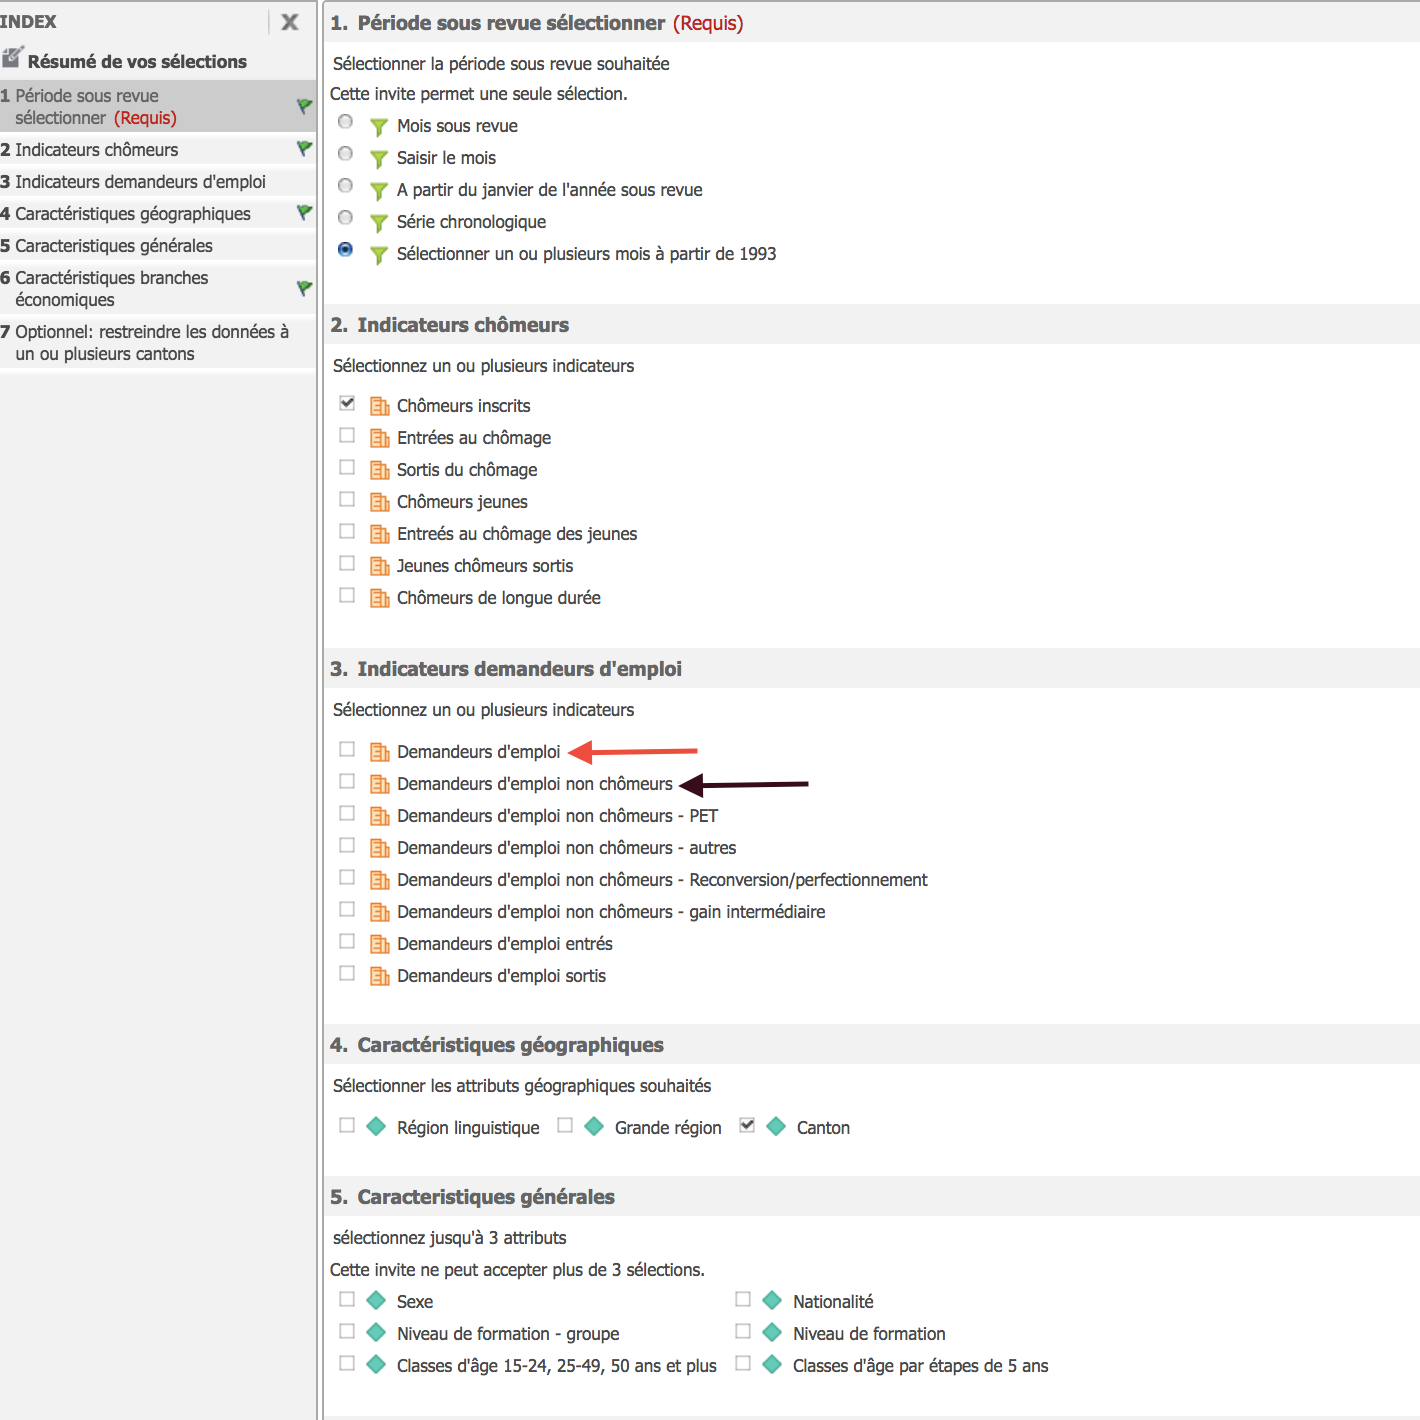 INDEX
Résumé de vos sélections
1 Période sous revue
sélectionner (Requis)
2 Indicateurs chômeurs
3 Indicateurs demandeurs d'emploi
4 Caractéristiques géographiques
5 Caracteristiques générales
6 Caractéristiques branches
économiques
7 Optionnel: restreindre les données à
un ou plusieurs cantons
1. Période sous revue sélectionner (Requis)
Sélectionner la période sous revue souhaitée
Cette invite permet une seule sélection.
Mois sous revue
Saisir le mois
A partir du janvier de l'année sous revue
Série chronologique
Sélectionner un ou plusieurs mois à partir de 1993
2. Indicateurs chômeurs
Sélectionnez un ou plusieurs indicateurs
Chômeurs inscrits
Entrées au chômage
Sortis du chômage
Chômeurs jeunes
Entreés au chômage des jeunes
Jeunes chômeurs sortis
Chômeurs de longue durée
3. Indicateurs demandeurs d'emploi
Sélectionnez un ou plusieurs indicateurs
Demandeurs d'emploi
Demandeurs d'emploi non chômeurs
Demandeurs d'emploi non chômeurs - PET
Demandeurs d'emploi non chômeurs - autres
Demandeurs d'emploi non chômeurs - Reconversion/perfectionnement
Demandeurs d'emploi non chômeurs - gain intermédiaire
Demandeurs d'emploi entrés
Demandeurs d'emploi sortis
4. Caractéristiques géographiques
Sélectionner les attributs géographiques souhaités
Région linguistique Grande région Canton
5. Caracteristiques générales
sélectionnez jusqu'à 3 attributs
Cette invite ne peut accepter plus de 3 sélections.
Sexe Nationalité
Niveau de formation - groupe Niveau de formation
Classes d'âge 15-24, 25-49, 50 ans et plus Classes d'âge par étapes de 5 ans